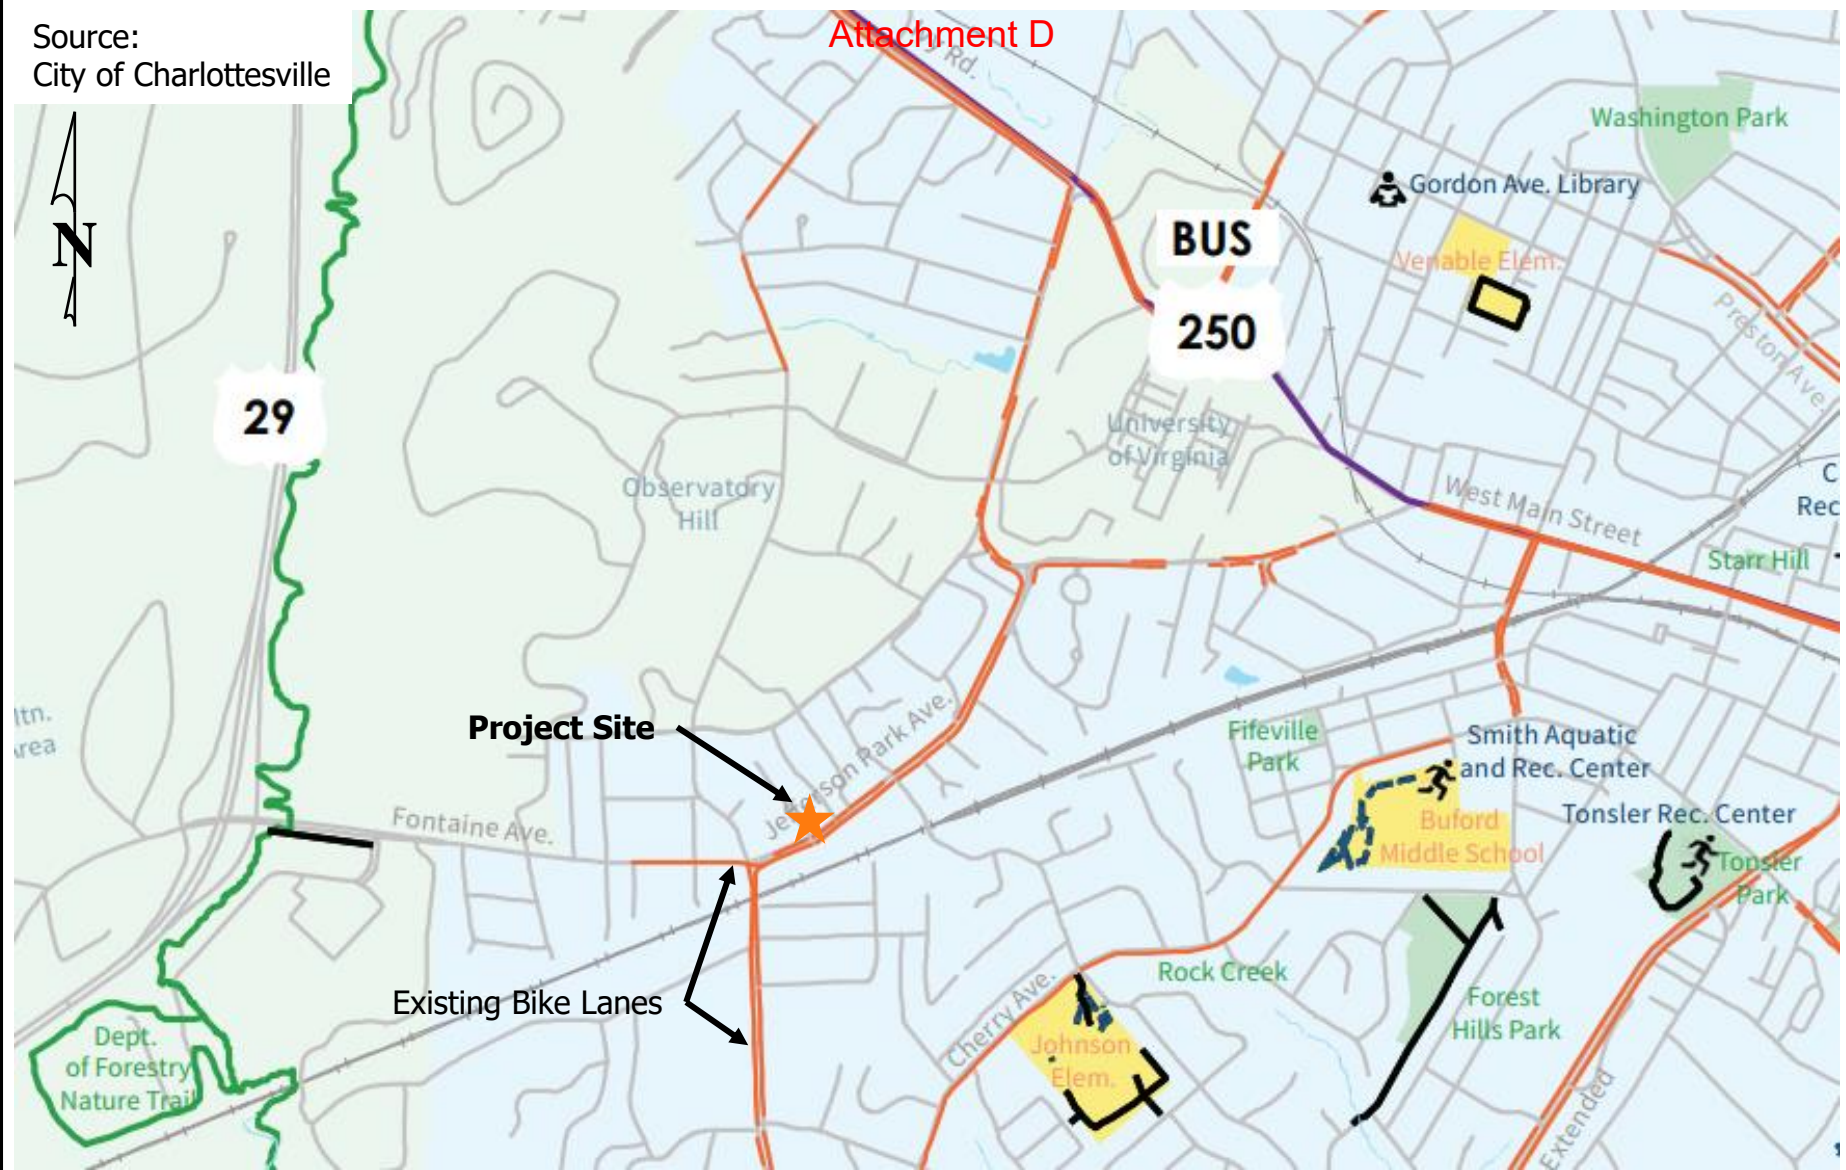 Source:
City of Charlottesville
Attachment D
y Rd.
N
Washington Park
Gordon Ave. Library
BUS
250
Venable Elem.
Preston Ave.
29
University
of Virginia
Observatory
Hill
West Main Street
Rec
Starr Hill
Project Site
Jefferson Park Ave.
Fifeville
Park
Smith Aquatic
and Rec. Center
Fontaine Ave.
Tonsler Rec. Center
Buford
Middle School
Tonsler
Park
Existing Bike Lanes
Cherry Ave.
Rock Creek
Forest
Hills Park
Dept.
of Forestry
Nature Trail
Johnson
Elem.
Extended